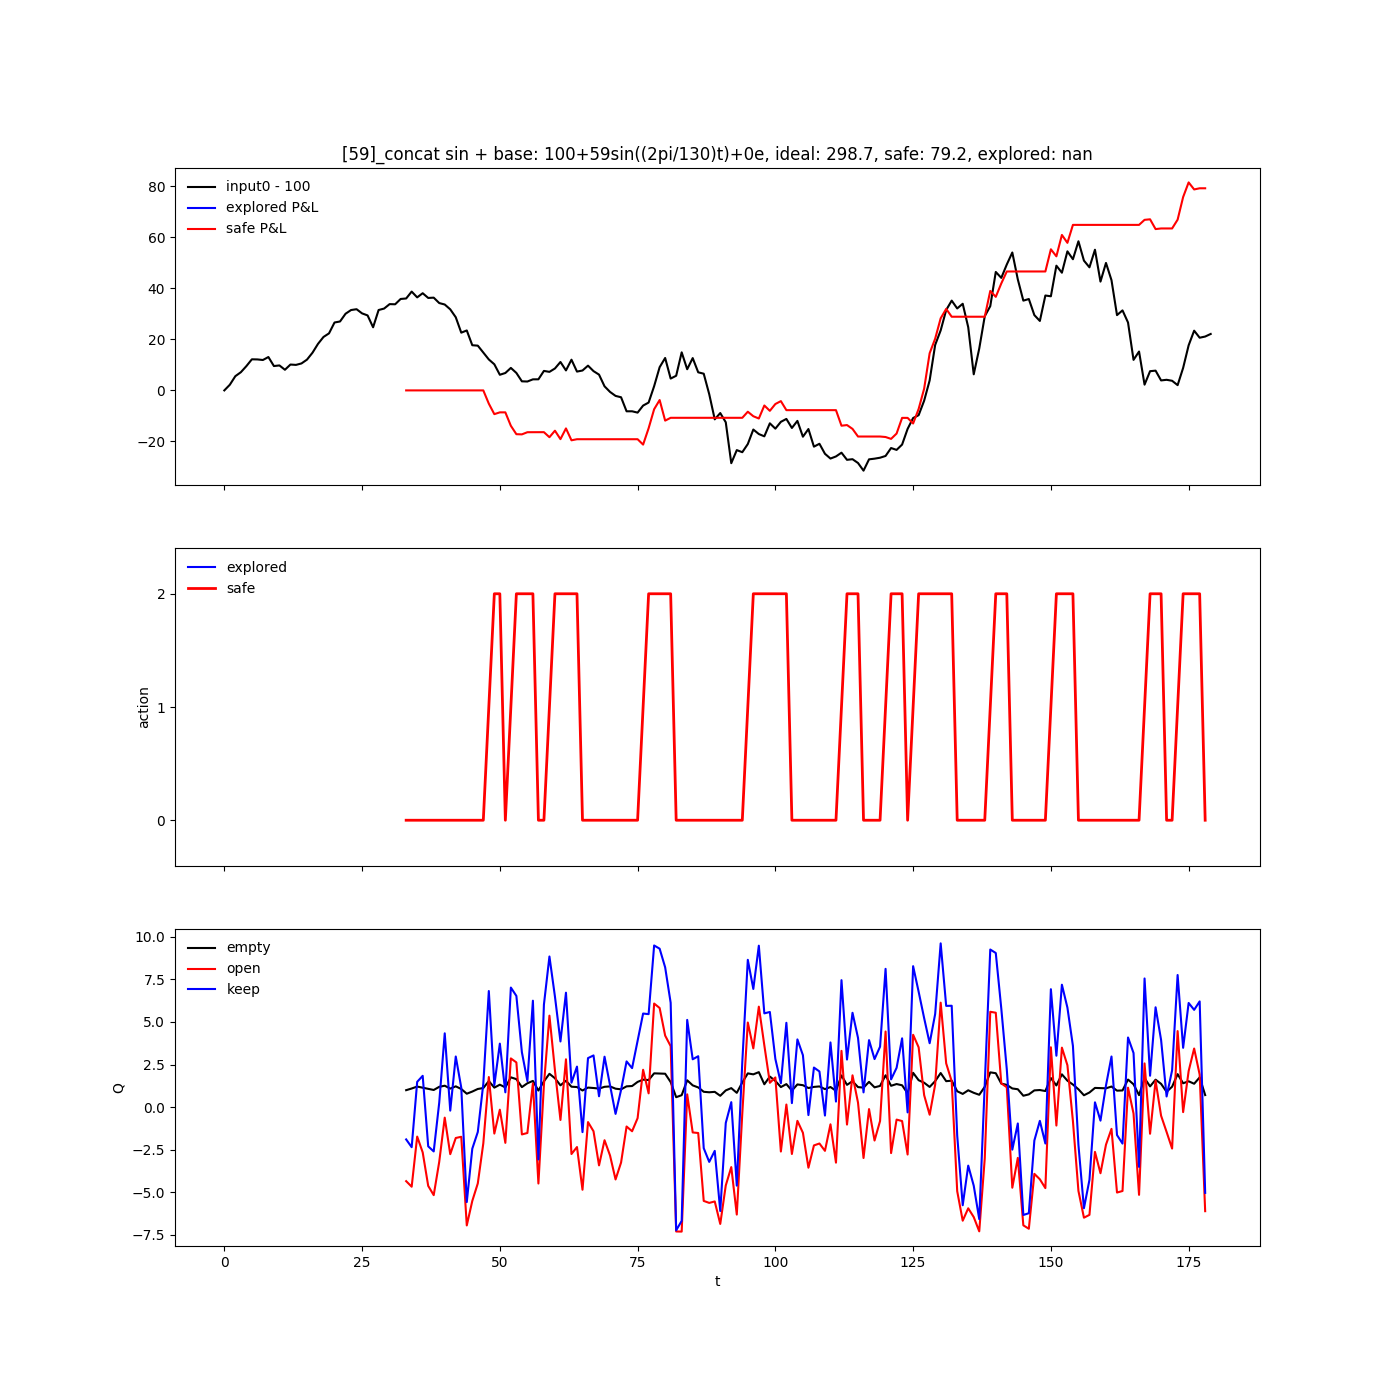 [59]_concat sin + base: 100+59sin((2pi/130)t)+0e, ideal: 298.7, safe: 79.2, explored: nan
80
60
40
20
0
−20
input0 - 100
explored P&L
safe P&L
2
1
0
action
explored
safe
10.0
7.5
5.0
2.5
0.0
−2.5
−5.0
−7.5
Q
empty
open
keep
0 25 50 75 100 125 150 175
t